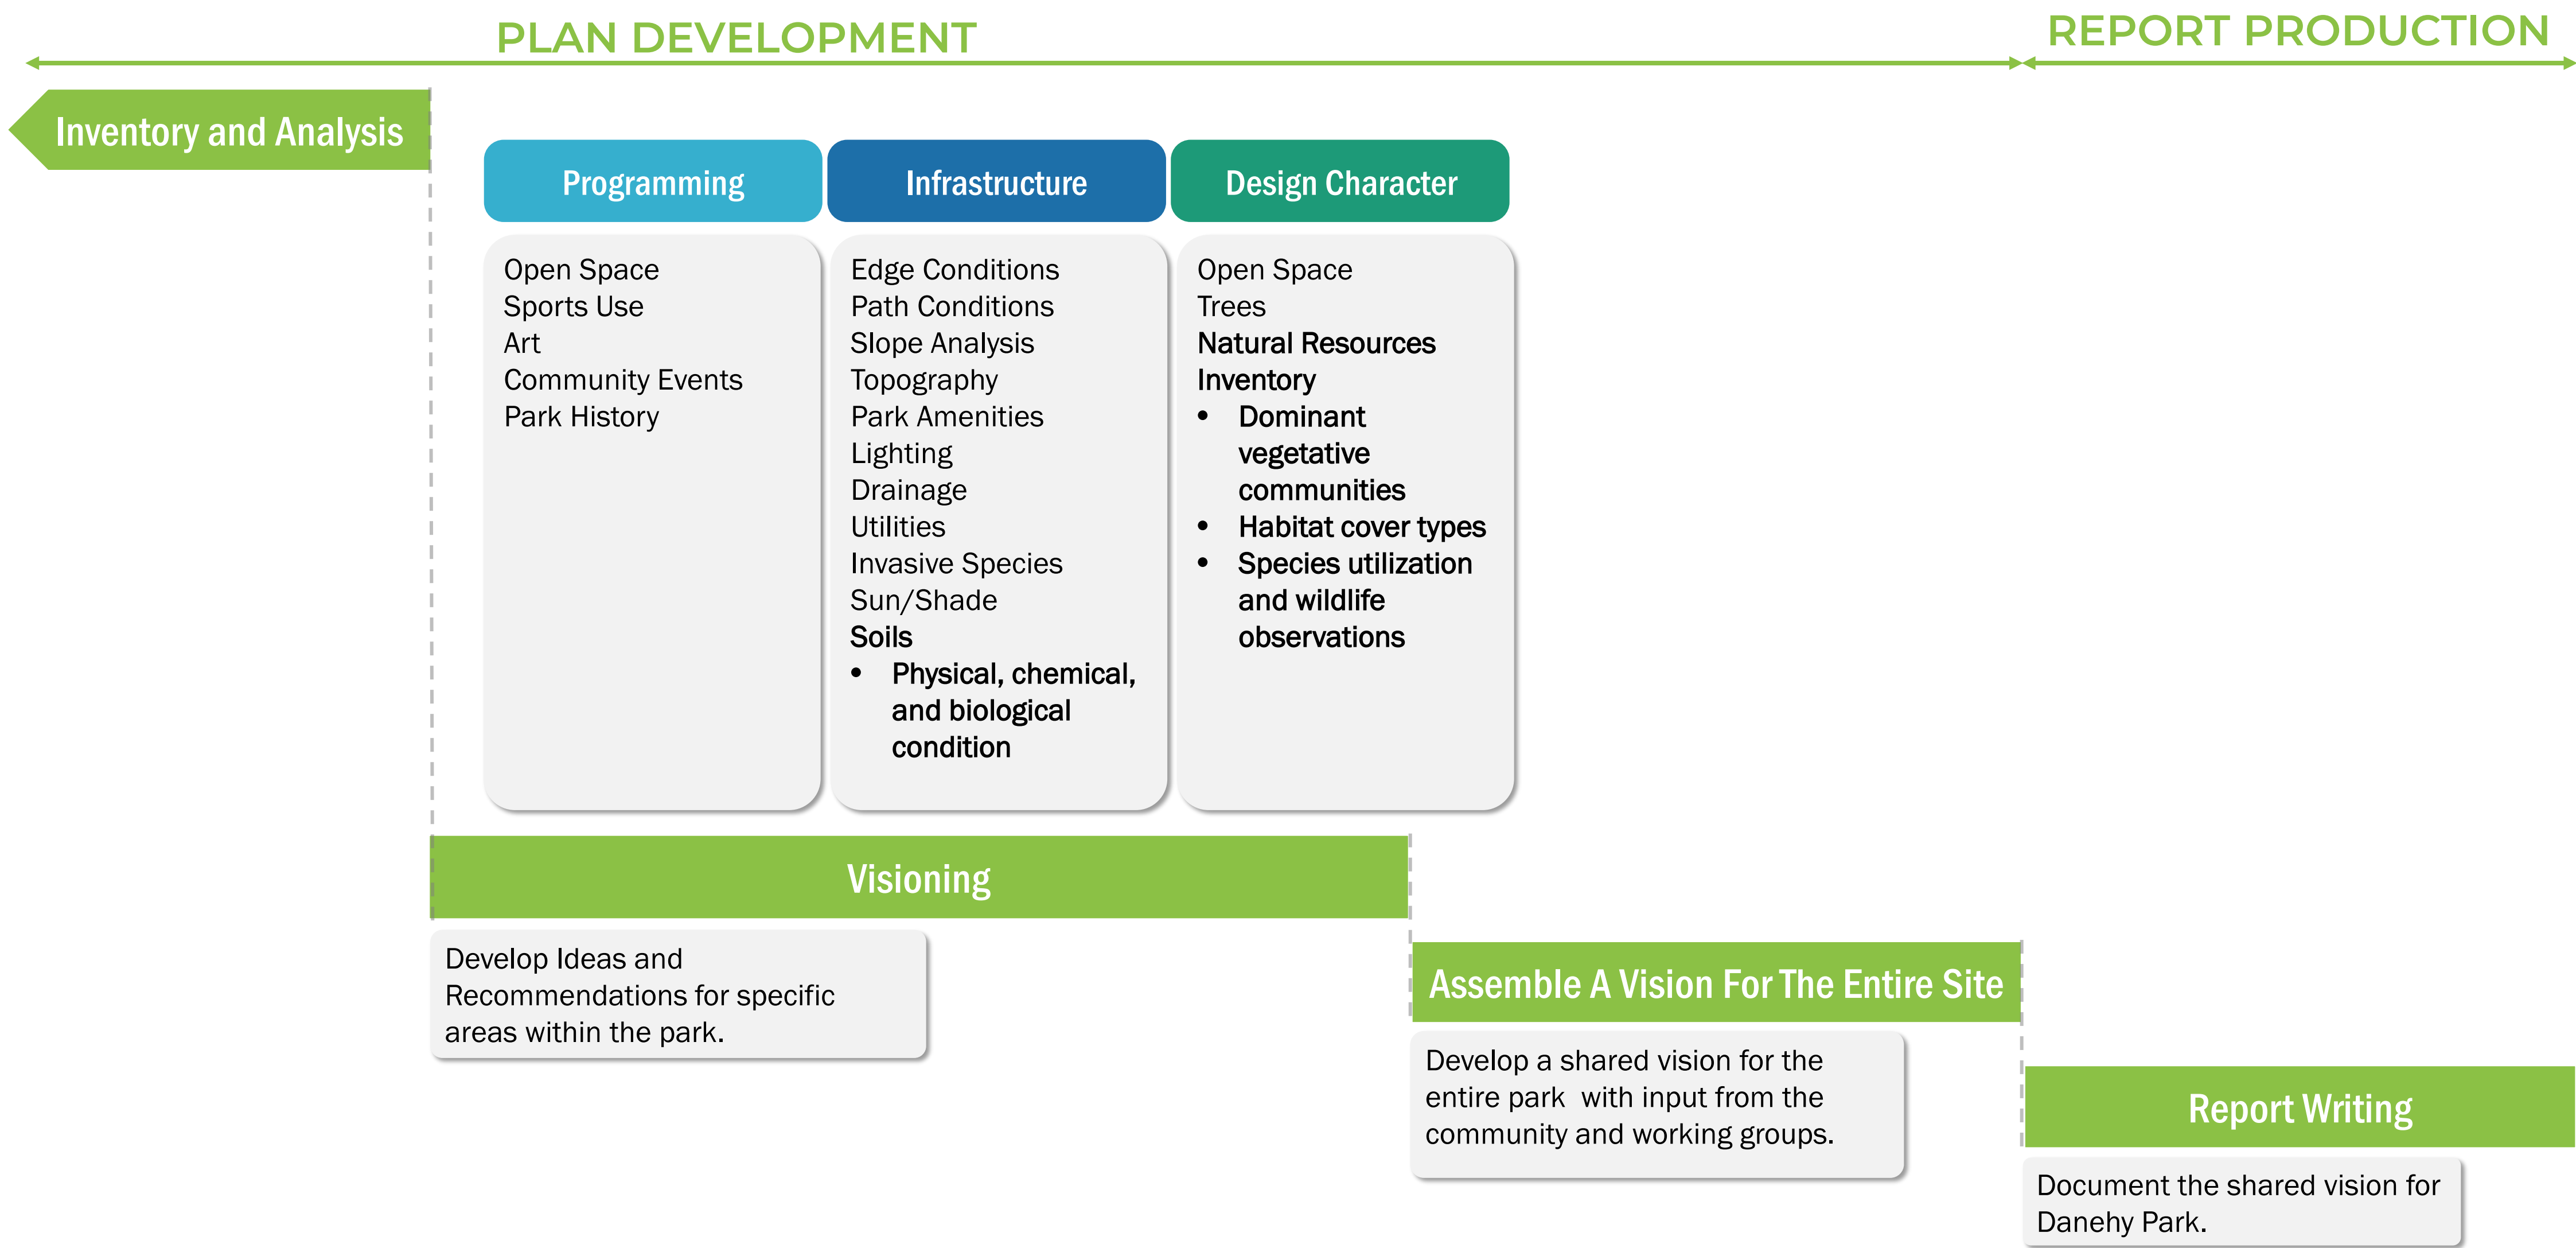 PLAN DEVELOPMENT
REPORT PRODUCTION
Inventory and Analysis
Programming
Infrastructure
Design Character
Open Space
Sports Use
Art
Community Events
Park History
Edge Conditions
Path Conditions
Slope Analysis
Topography
Park Amenities
Lighting
Drainage
Utilities
Invasive Species
Sun/Shade
Soils
• Physical, chemical,
and biological
condition
Open Space
Trees
Natural Resources
Inventory
• Dominant
vegetative
communities
• Habitat cover types
• Species utilization
and wildlife
observations
Visioning
Develop Ideas and
Recommendations for specific
areas within the park.
Assemble A Vision For The Entire Site
Develop a shared vision for the
entire park  with input from the
community and working groups.
Report Writing
Document the shared vision for
Danehy Park.